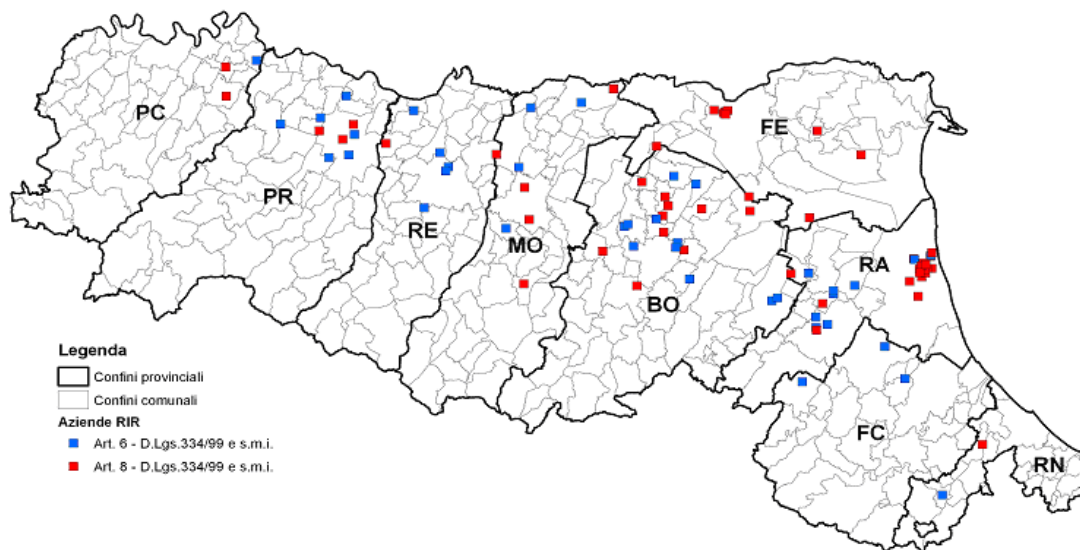 PC
PR
RE
MO
FE
BO
RA
FC
RN
Legenda
Confini provinciali
Confini comunali
Aziende RIR
Art. 6 - D.Lgs.334/99 e s.m.i.
Art. 8 - D.Lgs.334/99 e s.m.i.